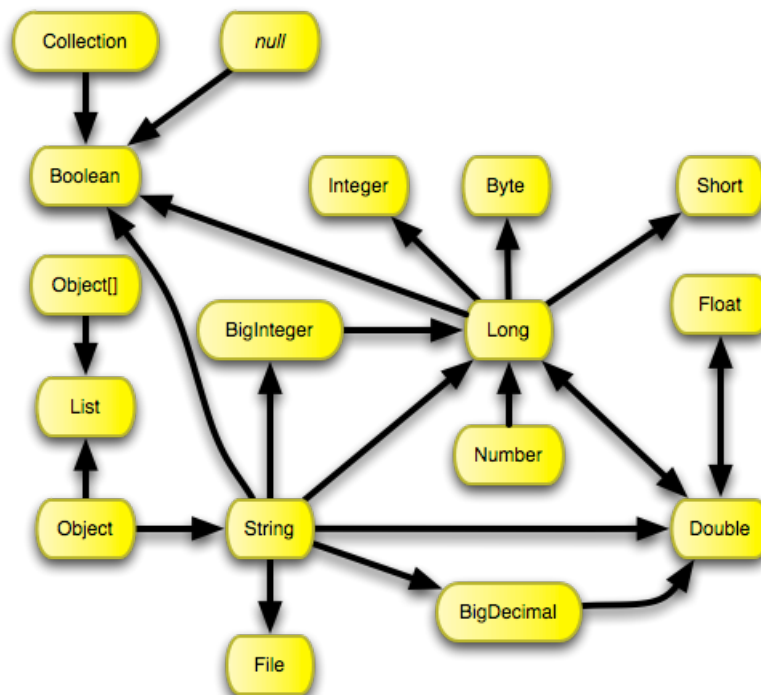 Collection
null
Boolean
Integer
Byte
Short
Object[]
BigInteger
Long
Float
List
Number
Object
String
Double
BigDecimal
File